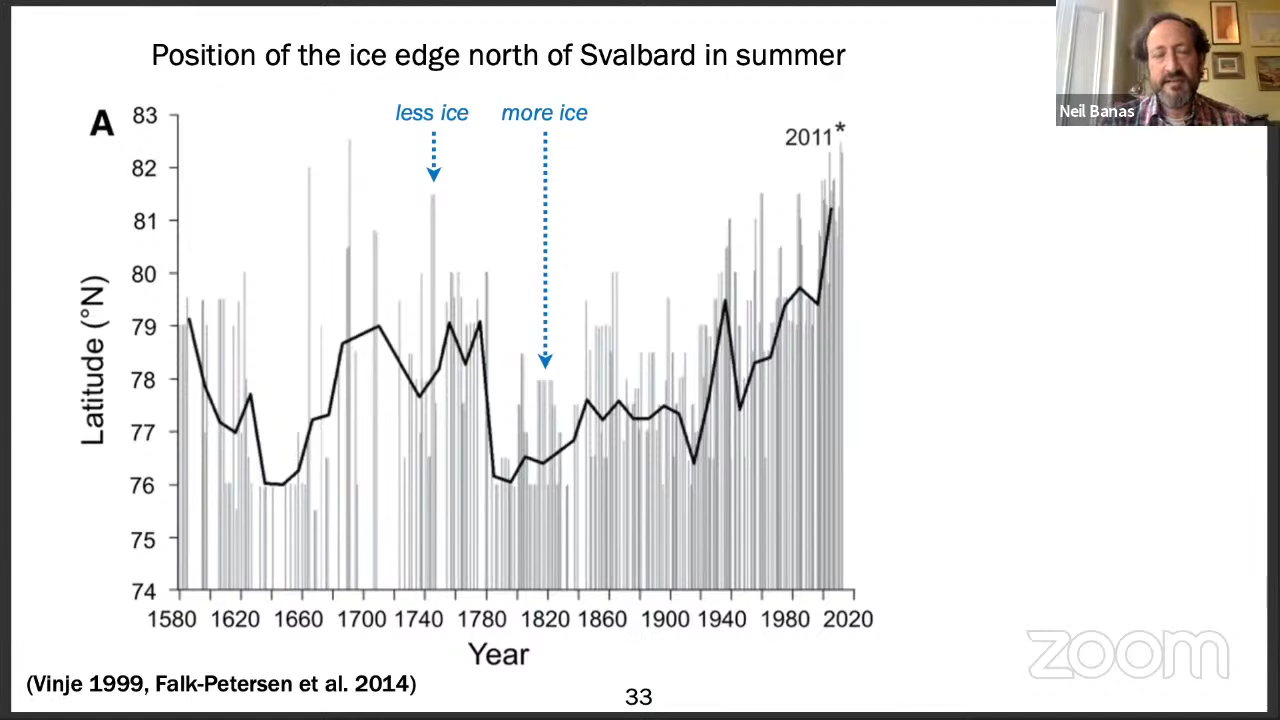 Position of the ice edge north of Svalbard in summer
Neil Banas
A
less ice
more ice
2011*
83
82
81
80
79
78
77
76
75
74
Latitude (°N)
1580 1620 1660 1700 1740 1780 1820 1860 1900 1940 1980 2020
Year
(Vinje 1999, Falk-Petersen et al. 2014)
33
zoom